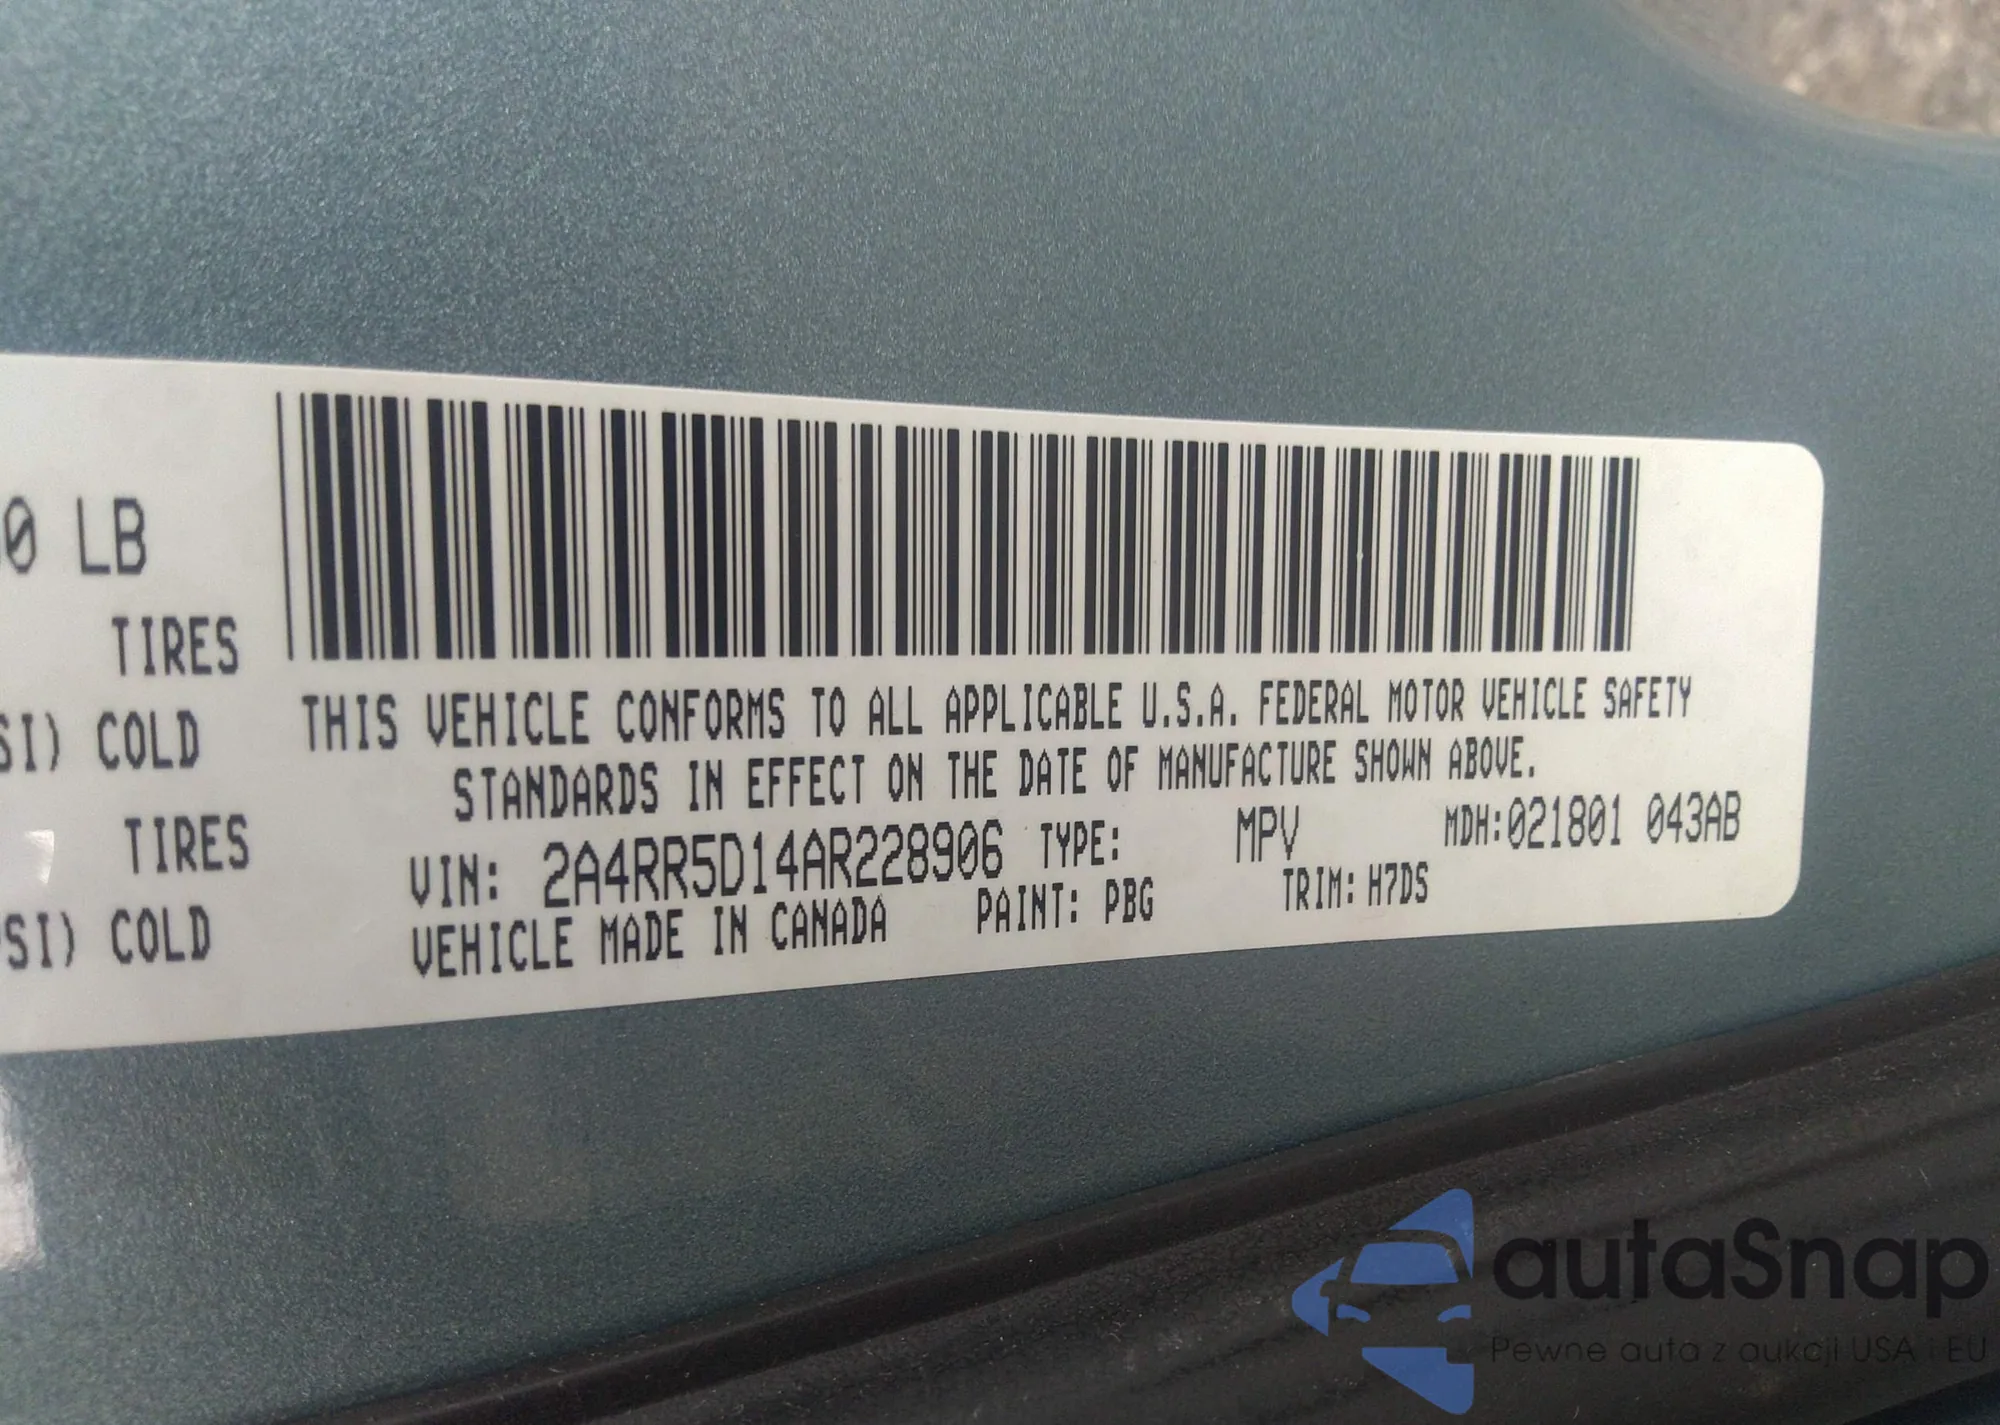 0 LB
TIRES
SI) COLD
TIRES
SI) COLD
THIS VEHICLE CONFORMS TO ALL APPLICABLE U.S.A. FEDERAL MOTOR VEHICLE SAFETY
STANDARDS IN EFFECT ON THE DATE OF MANUFACTURE SHOWN ABOVE.
VIN: 2A4RR5D14AR228906 TYPE: MPV MDH:021801 043AB
VEHICLE MADE IN CANADA PAINT: PBG TRIM: H7DS
autaSnap
Pewne auta z aukcji USA i EU